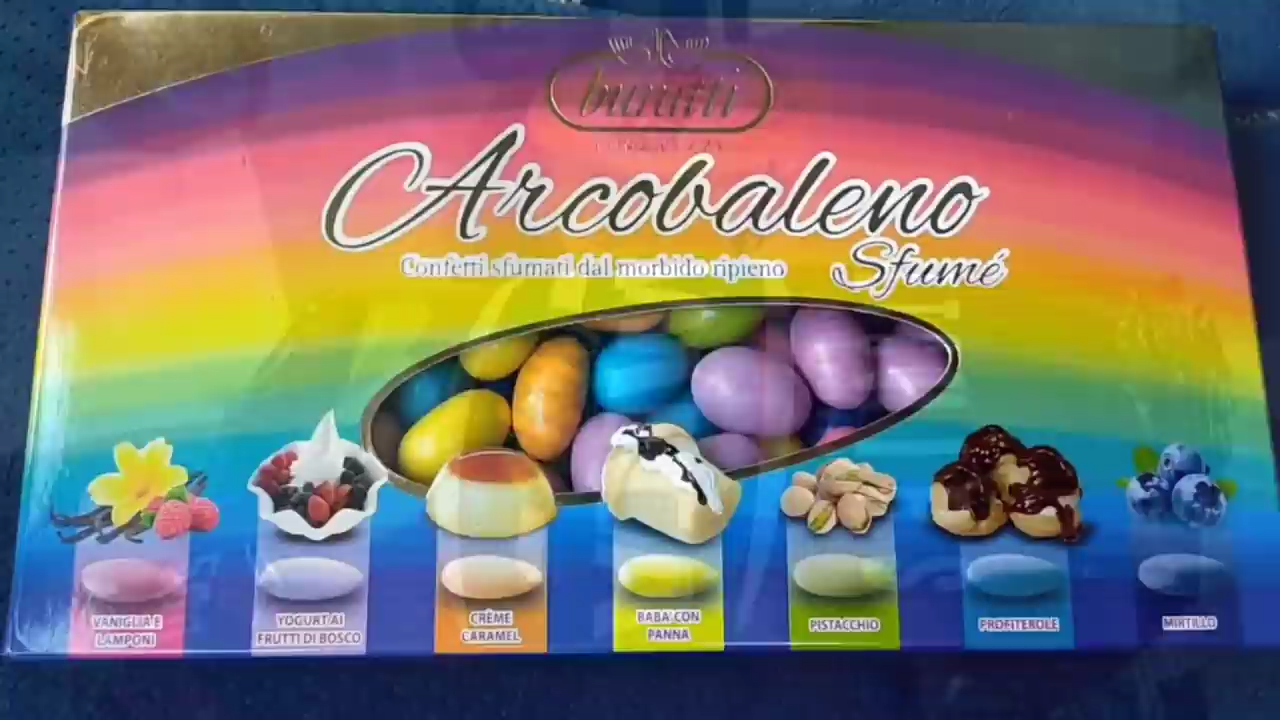 buratti
Arcobaleno
Sfumé
Confetti sfumati dal morbido ripieno
VANIGLIA E
LAMPONI
YOGURT AI
FRUTTI DI BOSCO
CRÈME
CARAMEL
BABA' CON
PANNA
PISTACCHIO
PROFITEROLE
MIRTILLO